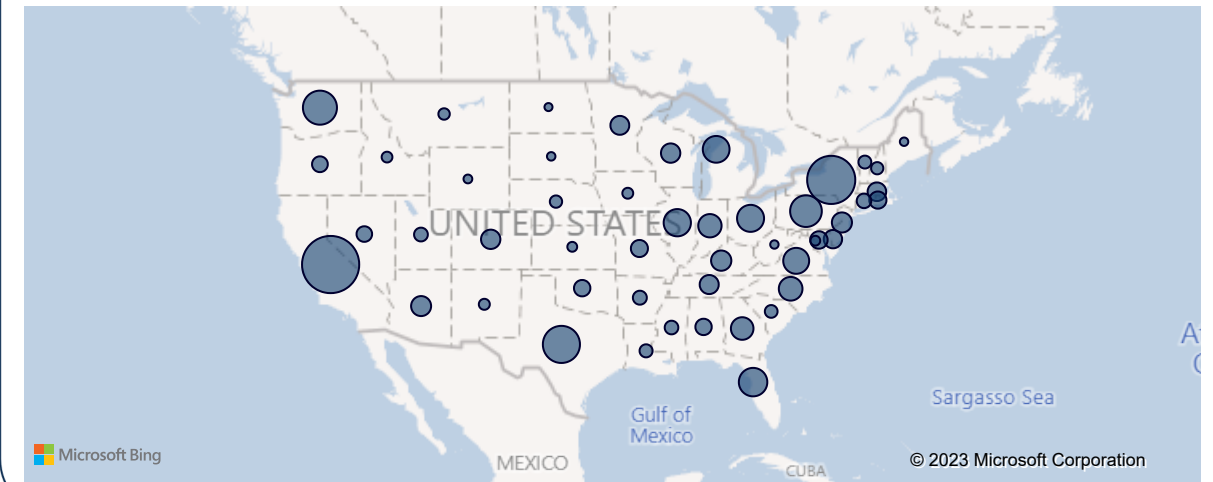 UNITED STATES
A
Sargasso Sea
Gulf of
Mexico
Microsoft Bing
MEXICO
© 2023 Microsoft Corporation
CUBA